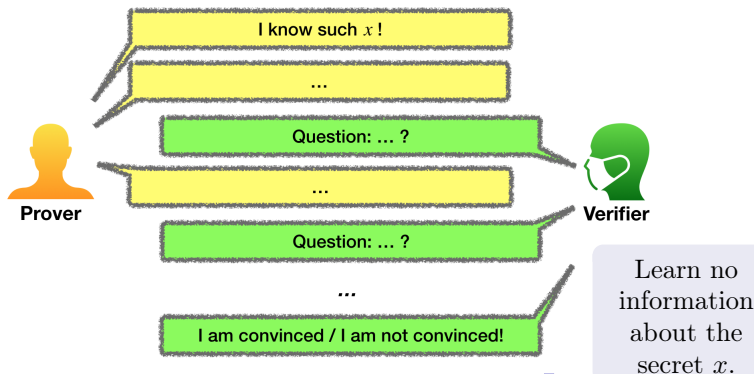 I know such x !
...
Question: ... ?
...
Prover
Verifier
Question: ... ?
...
I am convinced / I am not convinced!
Learn no
information
about the
secret x.